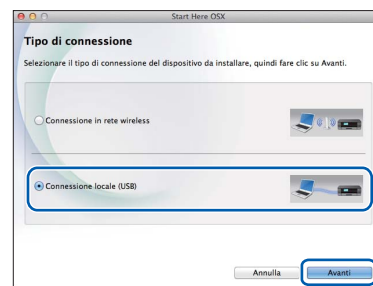 Start Here OSX
Tipo di connessione
Selezionare il tipo di connessione del dispositivo da installare, quindi fare clic su Avanti.
Connessione in rete wireless
Connessione locale (USB)
Annulla
Avanti